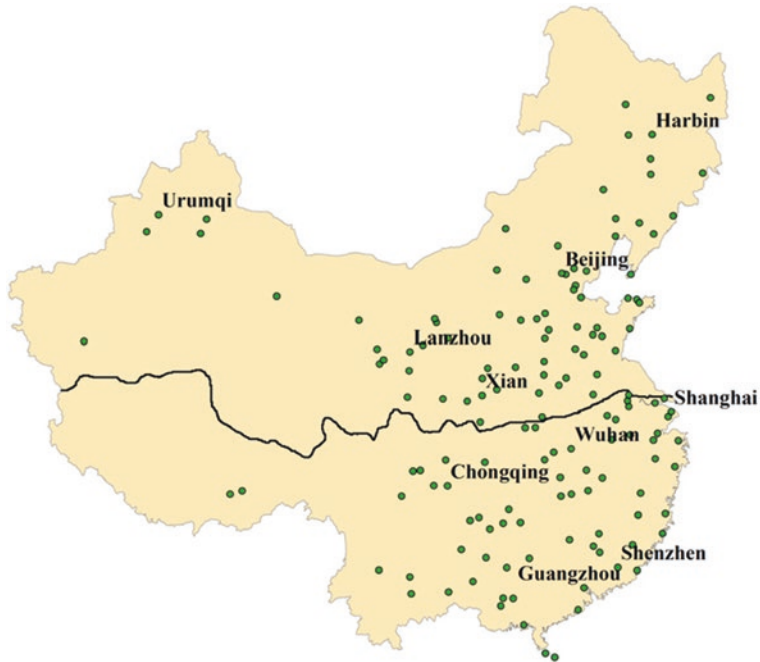 Harbin
Urumqi
Beijing
Lanzhou
Xian
Shanghai
Wuhan
Chongqing
Shenzhen
Guangzhou